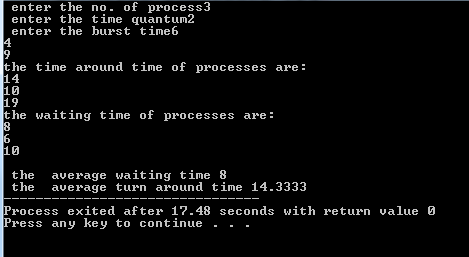 enter the no. of process3
enter the time quantum2
enter the burst time6
4
9
the time around time of processes are:
14
10
19
the waiting time of processes are:
8
6
10
the  average waiting time 8
the  average turn around time 14.3333
--------------------------------
Process exited after 17.48 seconds with return value 0
Press any key to continue . . .